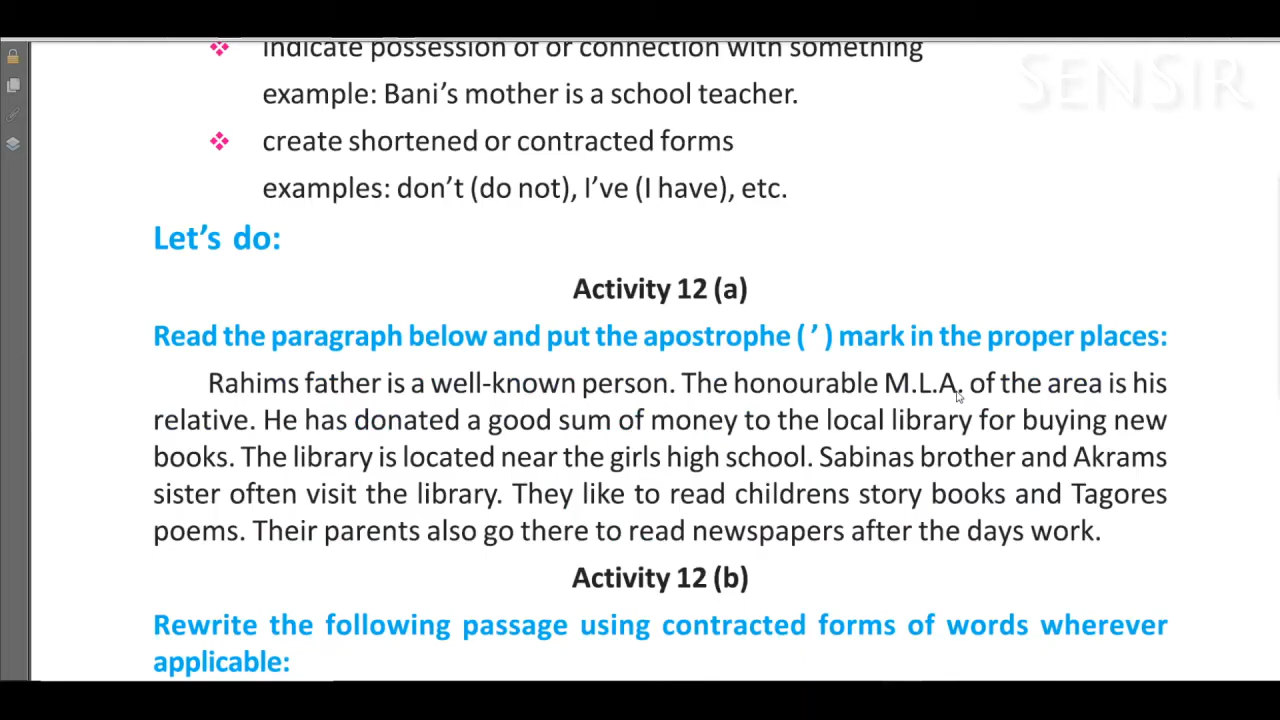 SENSIR
indicate possession of or connection with something
example: Bani’s mother is a school teacher.
❖ create shortened or contracted forms
examples: don’t (do not), I’ve (I have), etc.
Let’s do:
Activity 12 (a)
Read the paragraph below and put the apostrophe ( ’ ) mark in the proper places:
Rahims father is a well-known person. The honourable M.L.A. of the area is his
relative. He has donated a good sum of money to the local library for buying new
books. The library is located near the girls high school. Sabinas brother and Akrams
sister often visit the library. They like to read childrens story books and Tagores
poems. Their parents also go there to read newspapers after the days work.
Activity 12 (b)
Rewrite the following passage using contracted forms of words wherever
applicable: